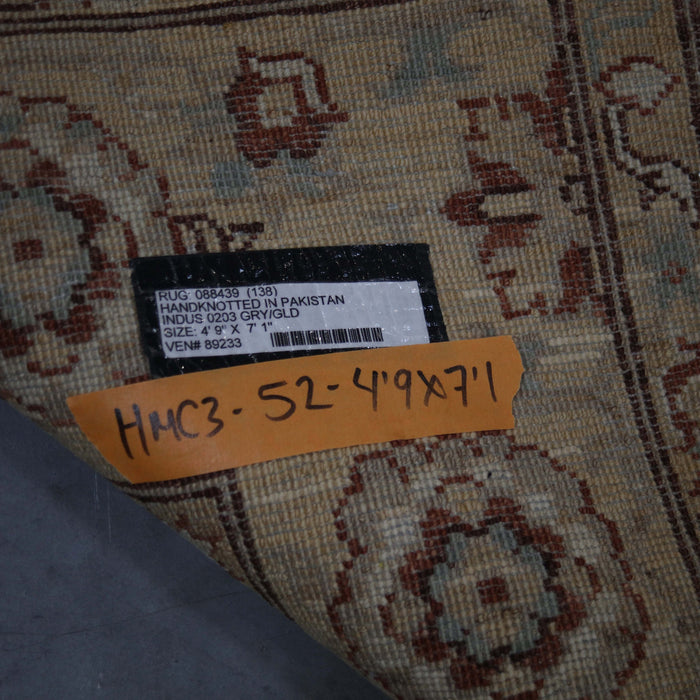 RUG: 088439 (138)
HANDKNOTTED IN PAKISTAN
INDUS 0203 GRY/GLD
SIZE: 4' 9" X 7' 1"
VEN# 89233
HMC3-52-4'9X7'1